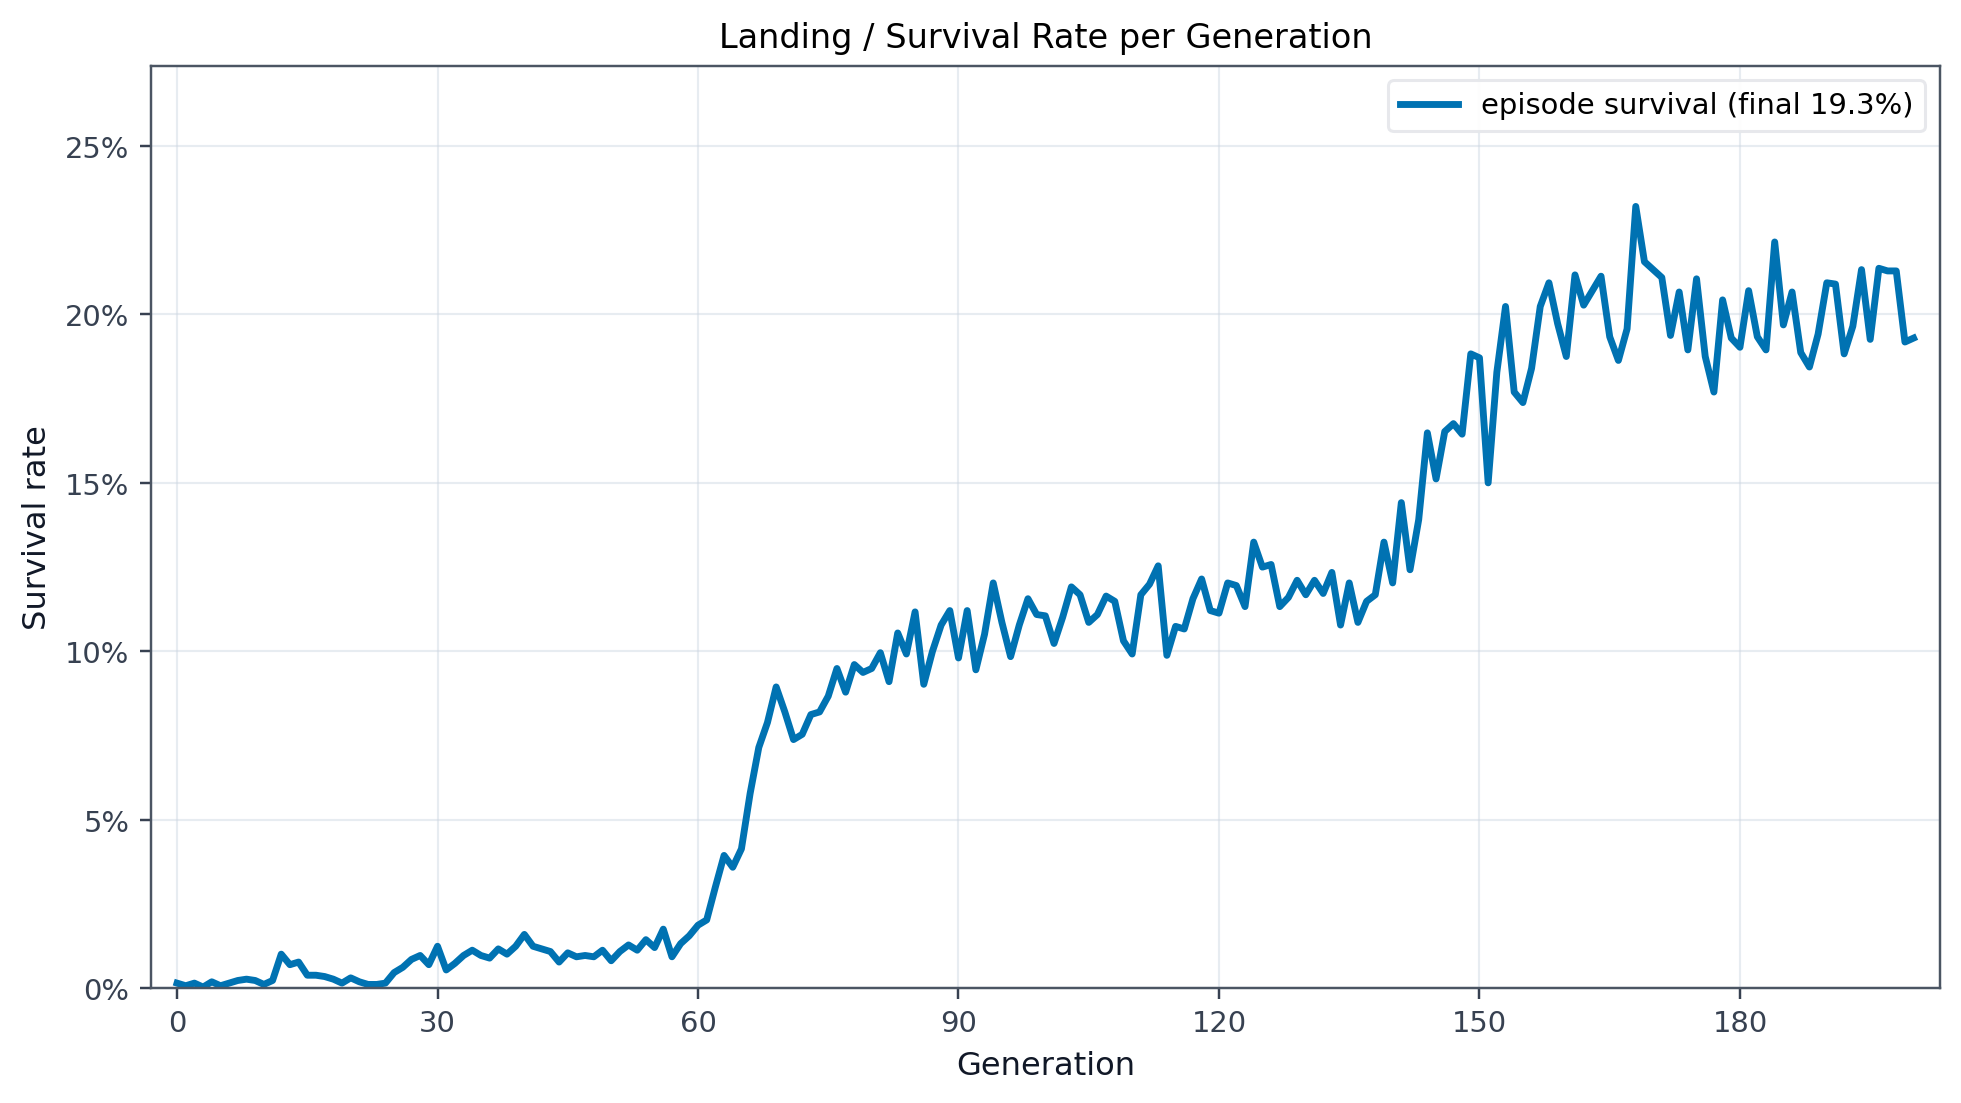 Landing / Survival Rate per Generation
episode survival (final 19.3%)
25%
20%
15%
10%
5%
0%
Survival rate
0 30 60 90 120 150 180
Generation